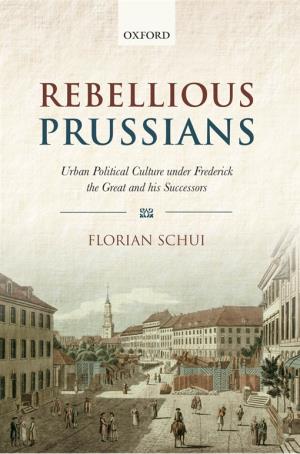 OXFORD
REBELLIOUS
PRUSSIANS
Urban Political Culture under Frederick
the Great and his Successors
FLORIAN SCHUI